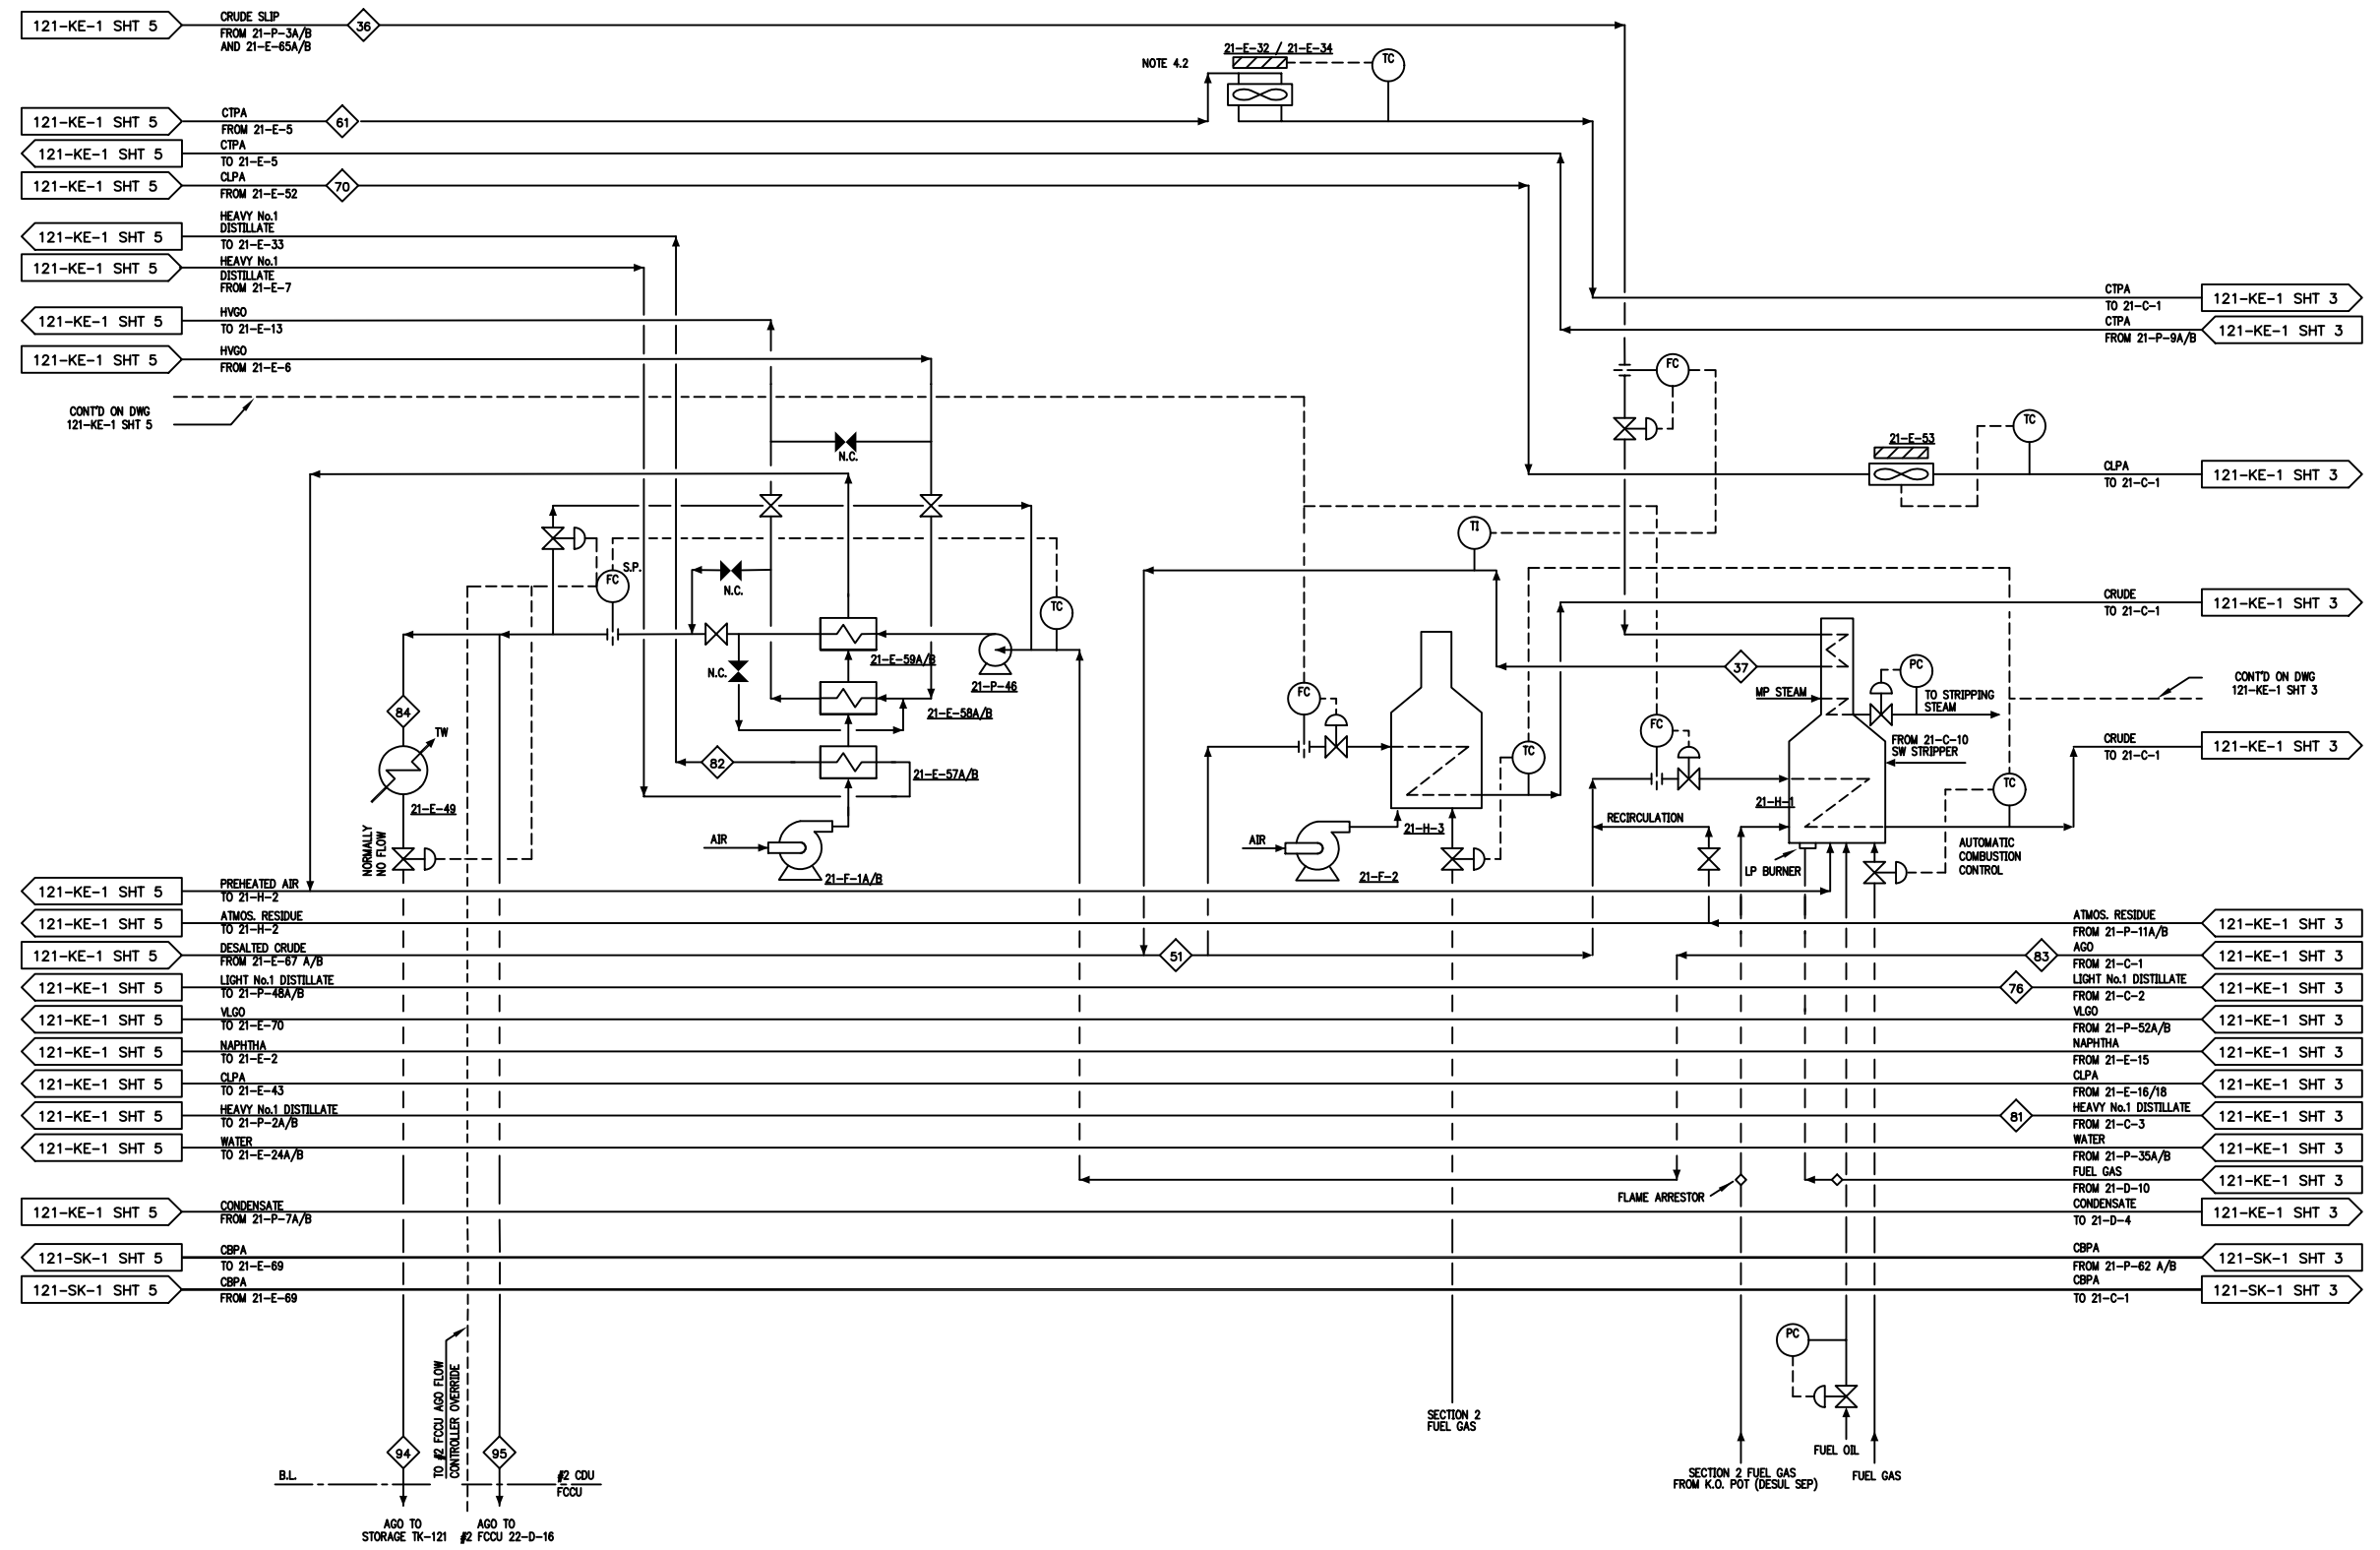 121-KE-1 SHT 5
CRUDE SLIP
FROM 21-P-3A/B
AND 21-E-65A/B
36
NOTE 4.2
21-E-32 / 21-E-34
TC
121-KE-1 SHT 5
CTPA
FROM 21-E-5
61
121-KE-1 SHT 5
CTPA
TO 21-E-5
121-KE-1 SHT 5
CLPA
FROM 21-E-52
70
121-KE-1 SHT 5
HEAVY No.1
DISTILLATE
TO 21-E-33
121-KE-1 SHT 5
HEAVY No.1
DISTILLATE
FROM 21-E-7
121-KE-1 SHT 5
HVGO
TO 21-E-13
121-KE-1 SHT 5
HVGO
FROM 21-E-6
CONT'D ON DWG
121-KE-1 SHT 5
CTPA
TO 21-C-1
121-KE-1 SHT 3
CTPA
FROM 21-P-9A/B
121-KE-1 SHT 3
FC
TC
21-E-53
CLPA
TO 21-C-1
121-KE-1 SHT 3
N.C.
TI
S.P.
FC
N.C.
TC
CRUDE
TO 21-C-1
121-KE-1 SHT 3
21-E-59A/B
N.C.
21-P-46
21-E-58A/B
37
PC
MP STEAM
TO STRIPPING
STEAM
CONT'D ON DWG
121-KE-1 SHT 3
FC
FC
84
TW
82
21-E-57A/B
TC
FROM 21-C-10
SW STRIPPER
CRUDE
TO 21-C-1
121-KE-1 SHT 3
21-E-49
TC
21-H-1
NORMALLY
NO FLOW
AIR
21-F-1A/B
AIR
21-H-3
21-F-2
RECIRCULATION
LP BURNER
AUTOMATIC
COMBUSTION
CONTROL
121-KE-1 SHT 5
PREHEATED AIR
TO 21-H-2
121-KE-1 SHT 5
ATMOS. RESIDUE
TO 21-H-2
ATMOS. RESIDUE
FROM 21-P-11A/B
121-KE-1 SHT 3
121-KE-1 SHT 5
DESALTED CRUDE
FROM 21-E-67 A/B
51
83
AGO
FROM 21-C-1
121-KE-1 SHT 3
121-KE-1 SHT 5
LIGHT No.1 DISTILLATE
TO 21-P-48A/B
76
LIGHT No.1 DISTILLATE
FROM 21-C-2
121-KE-1 SHT 3
121-KE-1 SHT 5
VLGO
TO 21-E-70
VLGO
FROM 21-P-52A/B
121-KE-1 SHT 3
121-KE-1 SHT 5
NAPHTHA
TO 21-E-2
NAPHTHA
FROM 21-E-15
121-KE-1 SHT 3
121-KE-1 SHT 5
CLPA
TO 21-E-43
CLPA
FROM 21-E-16/18
121-KE-1 SHT 3
121-KE-1 SHT 5
HEAVY No.1 DISTILLATE
TO 21-P-2A/B
81
HEAVY No.1 DISTILLATE
FROM 21-C-3
121-KE-1 SHT 3
121-KE-1 SHT 5
WATER
TO 21-E-24A/B
WATER
FROM 21-P-35A/B
121-KE-1 SHT 3
FLAME ARRESTOR
FUEL GAS
FROM 21-D-10
121-KE-1 SHT 3
121-KE-1 SHT 5
CONDENSATE
FROM 21-P-7A/B
CONDENSATE
TO 21-D-4
121-KE-1 SHT 3
121-SK-1 SHT 5
CBPA
TO 21-E-69
CBPA
FROM 21-P-62 A/B
121-SK-1 SHT 3
121-SK-1 SHT 5
CBPA
FROM 21-E-69
CBPA
TO 21-C-1
121-SK-1 SHT 3
TO #2 FCCU AGO FLOW
CONTROLLER OVERRIDE
PC
SECTION 2
FUEL GAS
FUEL OIL
SECTION 2 FUEL GAS
FROM K.O. POT (DESUL SEP)
FUEL GAS
94
95
B.L.
#2 CDU
FCCU
AGO TO
STORAGE TK-121
AGO TO
#2 FCCU 22-D-16